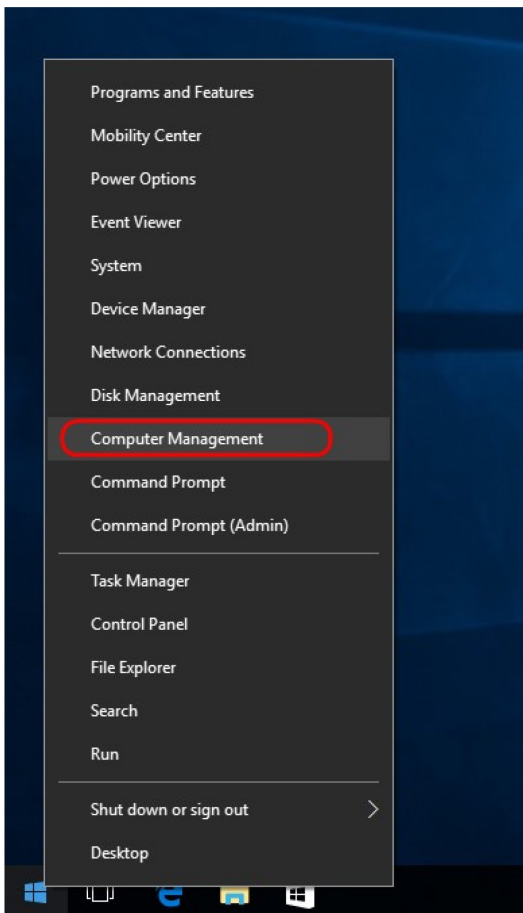 Programs and Features
Mobility Center
Power Options
Event Viewer
System
Device Manager
Network Connections
Disk Management
Computer Management
Command Prompt
Command Prompt (Admin)
Task Manager
Control Panel
File Explorer
Search
Run
Shut down or sign out
Desktop